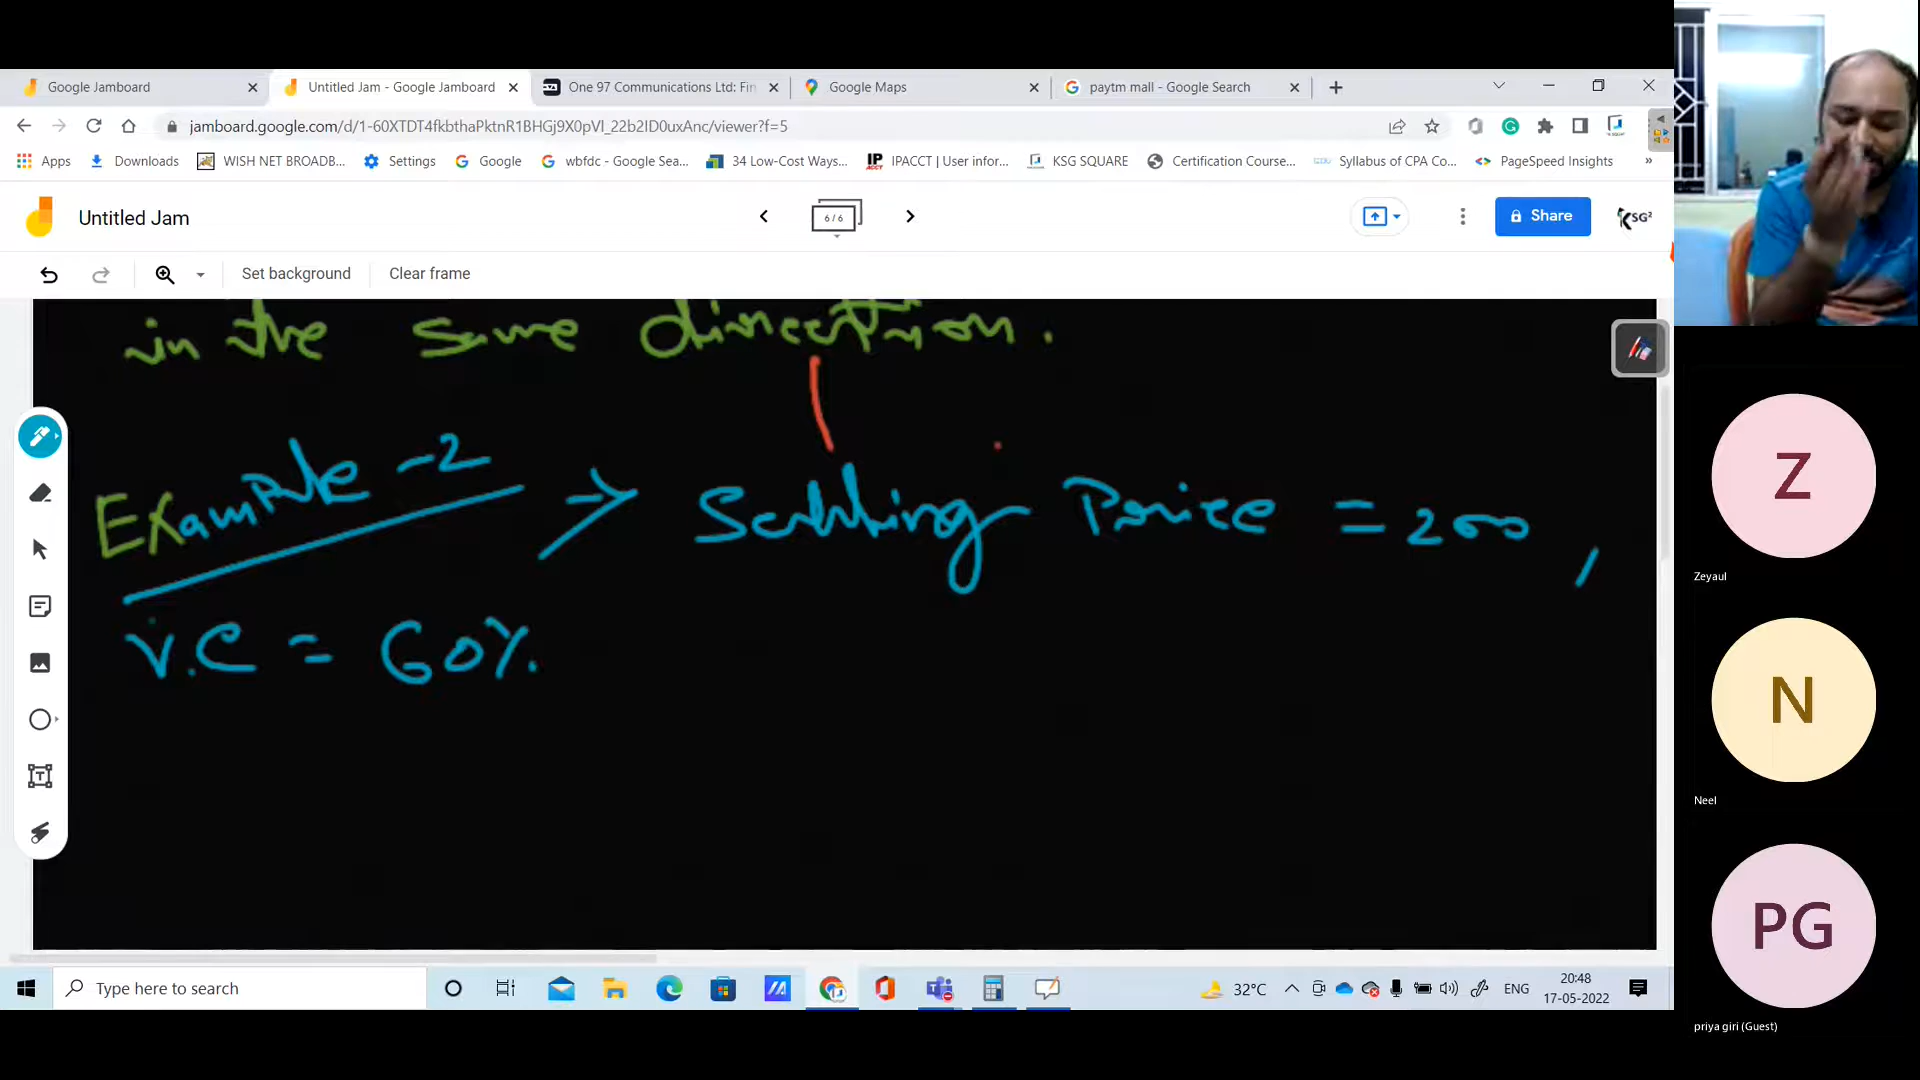 Google Jamboard
Untitled Jam - Google Jamboard
One 97 Communications Ltd: Fin
Google Maps
paytm mall - Google Search
jamboard.google.com/d/1-60XTDT4fkbthaPktnR1BHGj9X0pVI_22b2ID0uxAnc/viewer?f=5
Apps
Downloads
WISH NET BROADB...
Settings
Google
wbfdc - Google Sea...
34 Low-Cost Ways...
IP
IPACCT | User infor...
KSG SQUARE
Certification Course...
Syllabus of CPA Co...
PageSpeed Insights
»
Untitled Jam
6 / 6
Share
KSG²
Set background
Clear frame
in the same direction.
Example -2 → Selling Price = 200,
V.C = 60%.
Z
Zeyaul
N
Neel
PG
priya giri (Guest)
Type here to search
32°C
ENG
20:48
17-05-2022